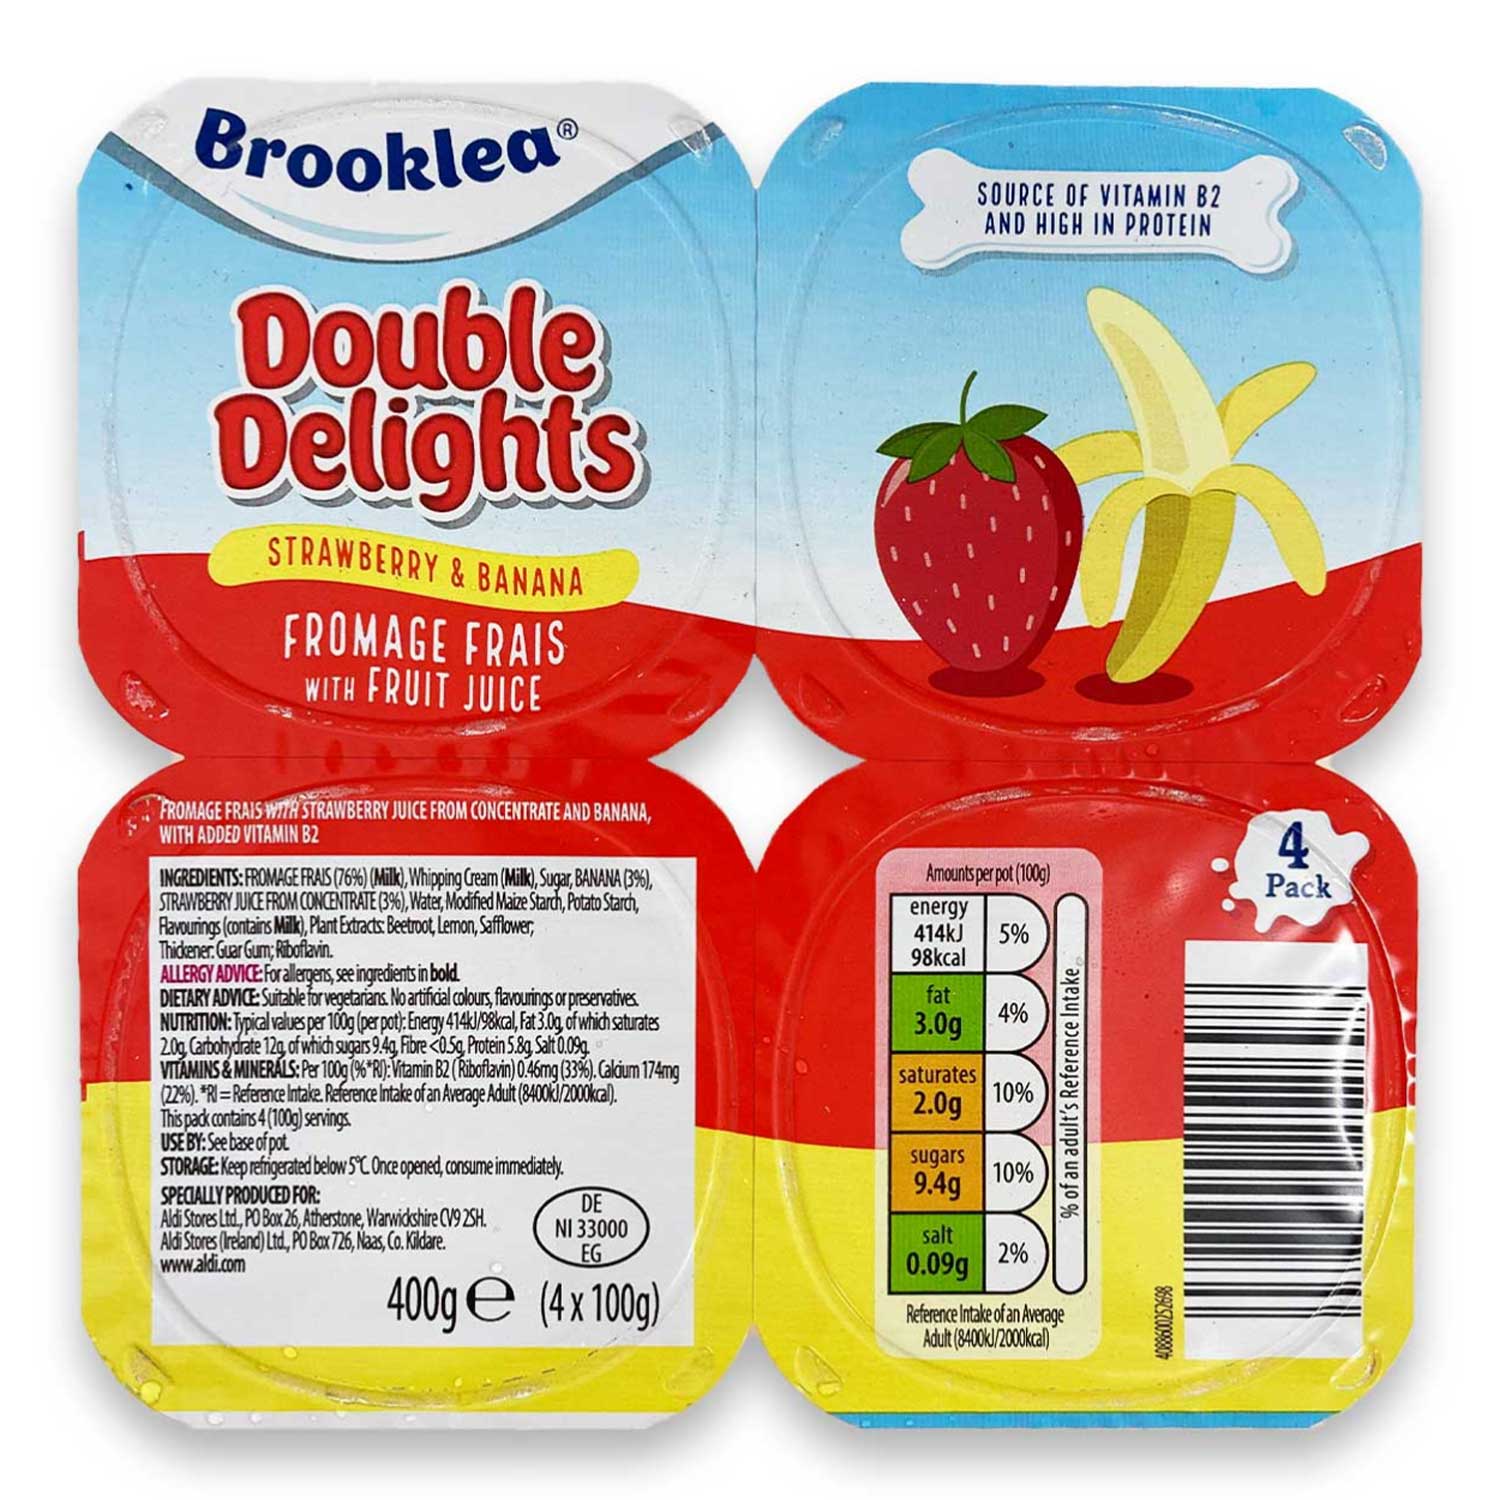 Brooklea®
Double
Delights
STRAWBERRY & BANANA
FROMAGE FRAIS
WITH FRUIT JUICE
SOURCE OF VITAMIN B2
AND HIGH IN PROTEIN
FROMAGE FRAIS WITH STRAWBERRY JUICE FROM CONCENTRATE AND BANANA,
WITH ADDED VITAMIN B2
INGREDIENTS: FROMAGE FRAIS (76%) (Milk), Whipping Cream (Milk), Sugar, BANANA (3%),
STRAWBERRY JUICE FROM CONCENTRATE (3%), Water, Modified Maize Starch, Potato Starch,
Flavourings (contains Milk), Plant Extracts: Beetroot, Lemon, Safflower;
Thickener: Guar Gum; Riboflavin.
ALLERGY ADVICE: For allergens, see ingredients in bold.
DIETARY ADVICE: Suitable for vegetarians. No artificial colours, flavourings or preservatives.
NUTRITION: Typical values per 100g (per pot): Energy 414kJ/98kcal, Fat 3.0g, of which saturates
2.0g, Carbohydrate 12g, of which sugars 9.4g, Fibre <0.5g, Protein 5.8g, Salt 0.09g.
VITAMINS & MINERALS: Per 100g (%*RI): Vitamin B2 (Riboflavin) 0.46mg (33%). Calcium 174mg
(22%). *RI = Reference Intake. Reference Intake of an Average Adult (8400kJ/2000kcal).
This pack contains 4 (100g) servings.
USE BY: See base of pot.
STORAGE: Keep refrigerated below 5°C. Once opened, consume immediately.
SPECIALLY PRODUCED FOR:
Aldi Stores Ltd., PO Box 26, Atherstone, Warwickshire CV9 2SH.
Aldi Stores (Ireland) Ltd., PO Box 726, Naas, Co. Kildare.
www.aldi.com
DE
NI 33000
EG
400g ℮ (4 x 100g)
4
Pack
Amounts per pot (100g)
energy
414kJ
98kcal
5%
fat
3.0g
4%
saturates
2.0g
10%
sugars
9.4g
10%
salt
0.09g
2%
% of an adult's Reference Intake
Reference Intake of an Average
Adult (8400kJ/2000kcal)
4088600252698